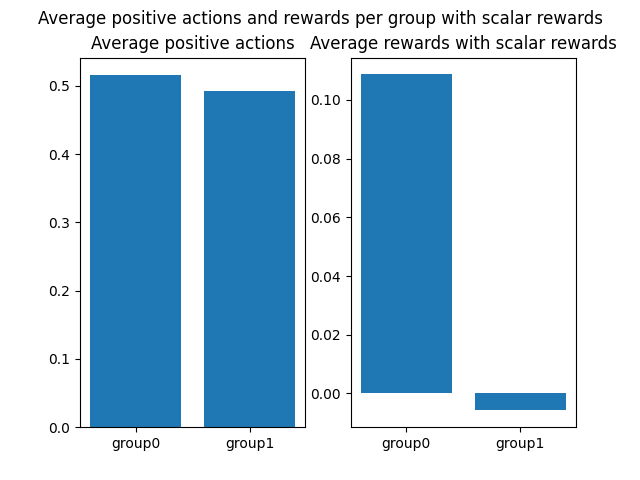 Average positive actions and rewards per group with scalar rewards
Average positive actions
Average rewards with scalar rewards
0.5
0.4
0.3
0.2
0.1
0.0
group0
group1
0.10
0.08
0.06
0.04
0.02
0.00
group0
group1